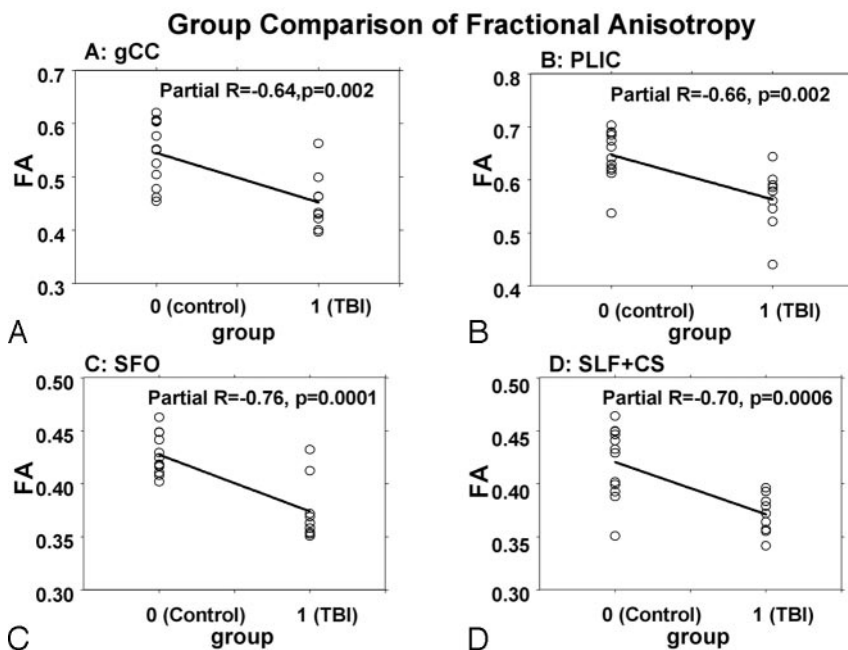 Group Comparison of Fractional Anisotropy
A: gCC
0.7
0.6
0.5
0.4
0.3
FA
Partial R=-0.64,p=0.002
0 (control) 1 (TBI)
group
A
B: PLIC
0.8
0.7
0.6
0.5
0.4
FA
Partial R=-0.66, p=0.002
0 (control) 1 (TBI)
group
B
C: SFO
0.50
0.45
0.40
0.35
0.30
FA
Partial R=-0.76, p=0.0001
0 (Control) 1 (TBI)
group
C
D: SLF+CS
0.50
0.45
0.40
0.35
0.30
FA
Partial R=-0.70, p=0.0006
0 (Control) 1 (TBI)
group
D